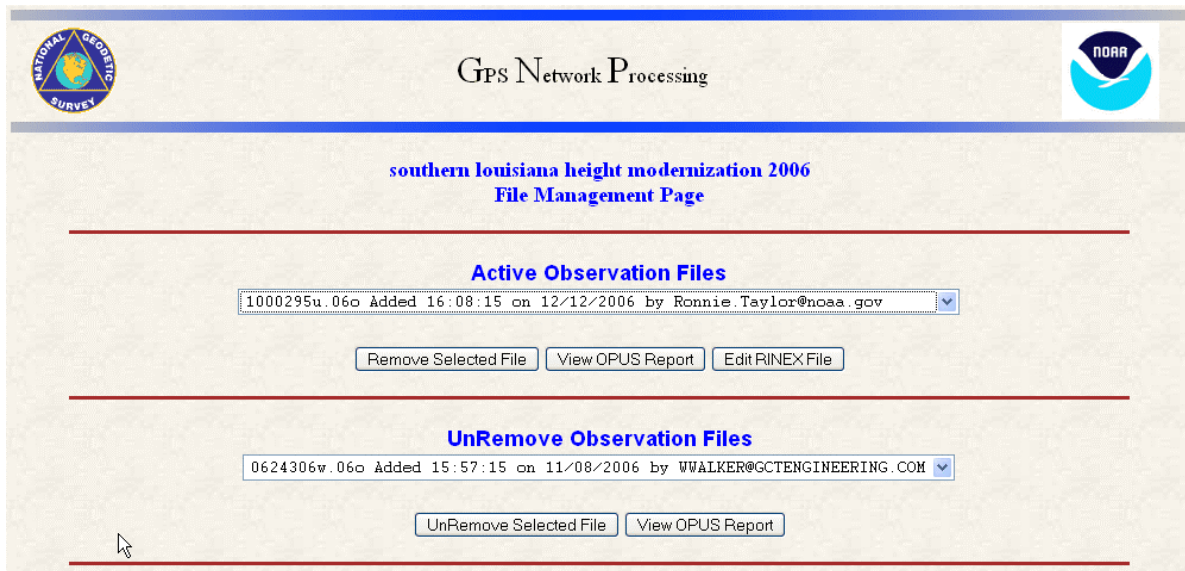 NATIONAL GEODETIC SURVEY
GPS Network Processing
NOAA
southern louisiana height modernization 2006
File Management Page
Active Observation Files
1000295u.06o Added 16:08:15 on 12/12/2006 by Ronnie.Taylor@noaa.gov
Remove Selected File View OPUS Report Edit RINEX File
UnRemove Observation Files
0624306w.06o Added 15:57:15 on 11/08/2006 by WWALKER@GCTENGINEERING.COM
UnRemove Selected File View OPUS Report